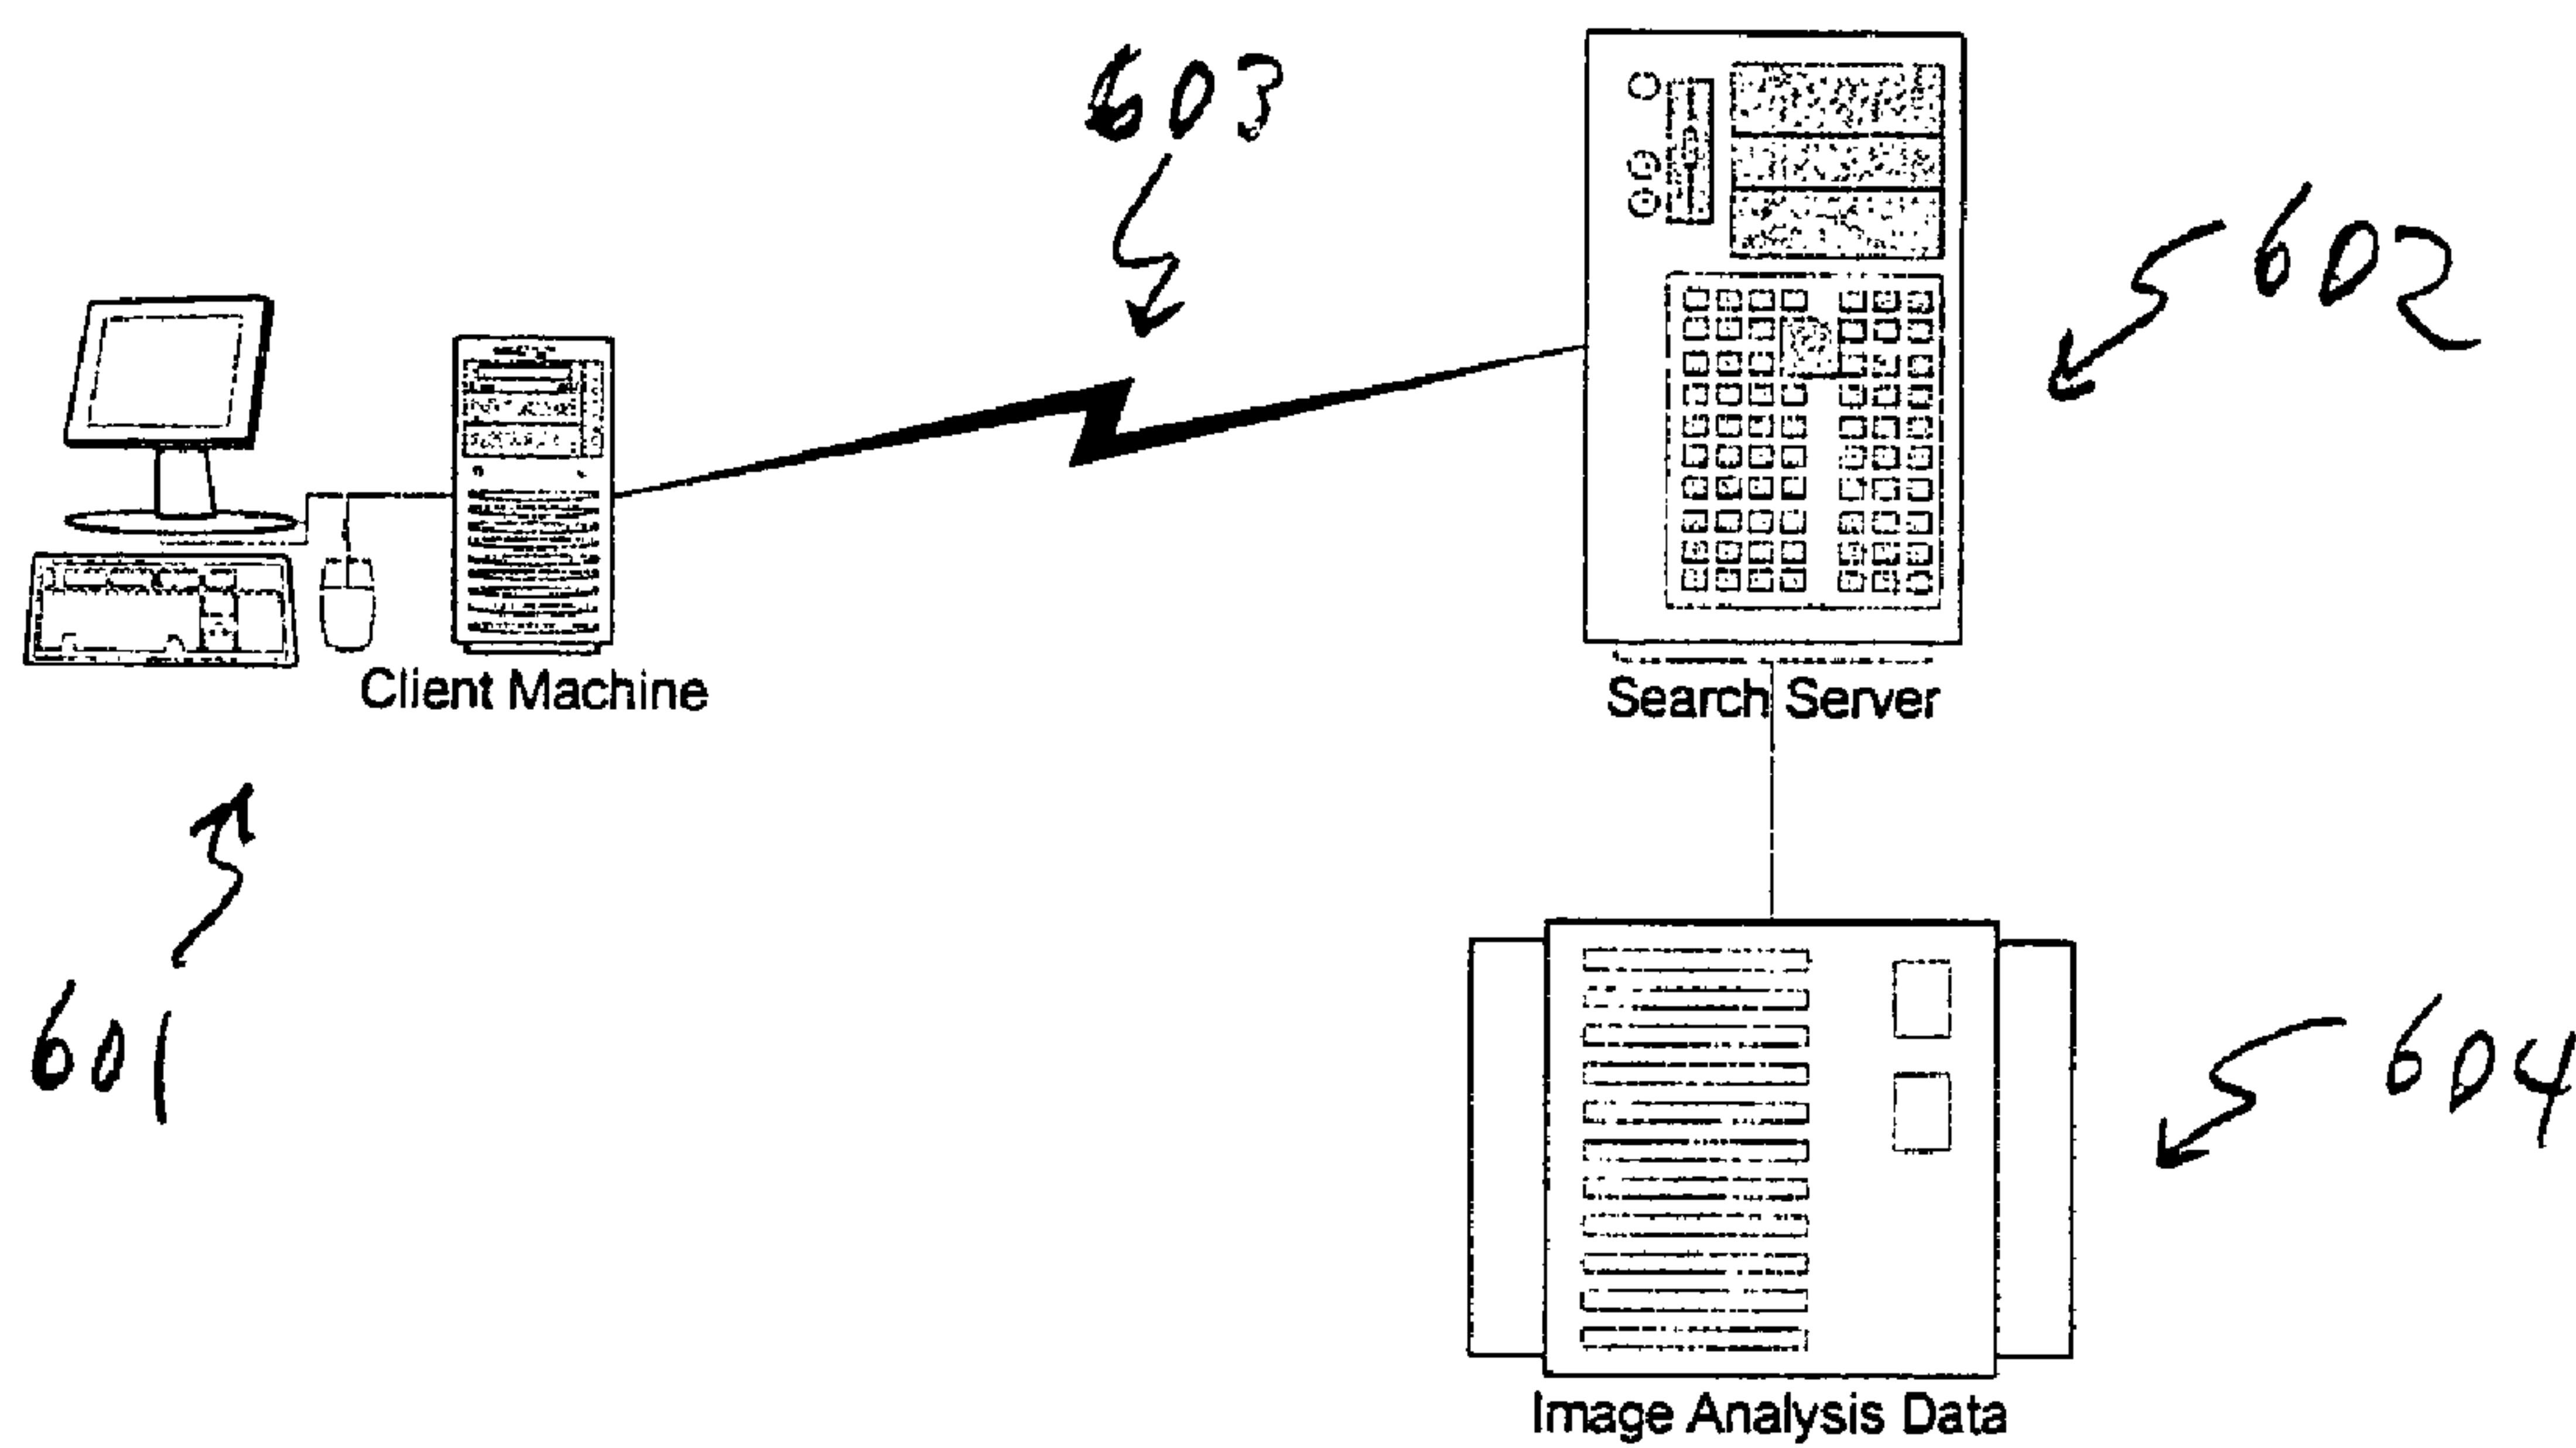 603
602
Client Machine
Search Server
601
604
Image Analysis Data